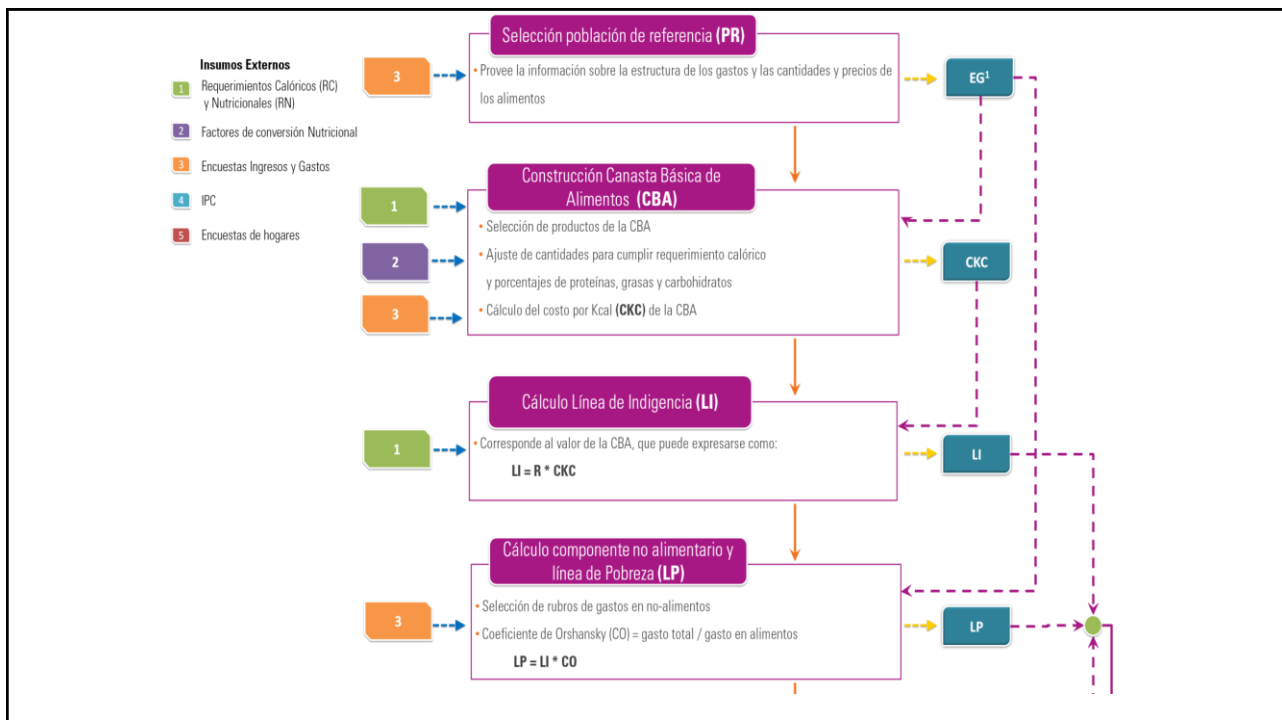 Insumos Externos
1 Requerimientos Calóricos (RC)
y Nutricionales (RN)
2 Factores de conversión Nutricional
3 Encuestas Ingresos y Gastos
4 IPC
5 Encuestas de hogares
Selección población de referencia (PR)
3
• Provee la información sobre la estructura de los gastos y las cantidades y precios de
los alimentos
EG¹
Construcción Canasta Básica de
Alimentos (CBA)
1
2
3
• Selección de productos de la CBA
• Ajuste de cantidades para cumplir requerimiento calórico
y porcentajes de proteínas, grasas y carbohidratos
• Cálculo del costo por Kcal (CKC) de la CBA
CKC
Cálculo Línea de Indigencia (LI)
1
• Corresponde al valor de la CBA, que puede expresarse como:
LI = R * CKC
LI
Cálculo componente no alimentario y
línea de Pobreza (LP)
3
• Selección de rubros de gastos en no-alimentos
• Coeficiente de Orshansky (CO) = gasto total / gasto en alimentos
LP = LI * CO
LP